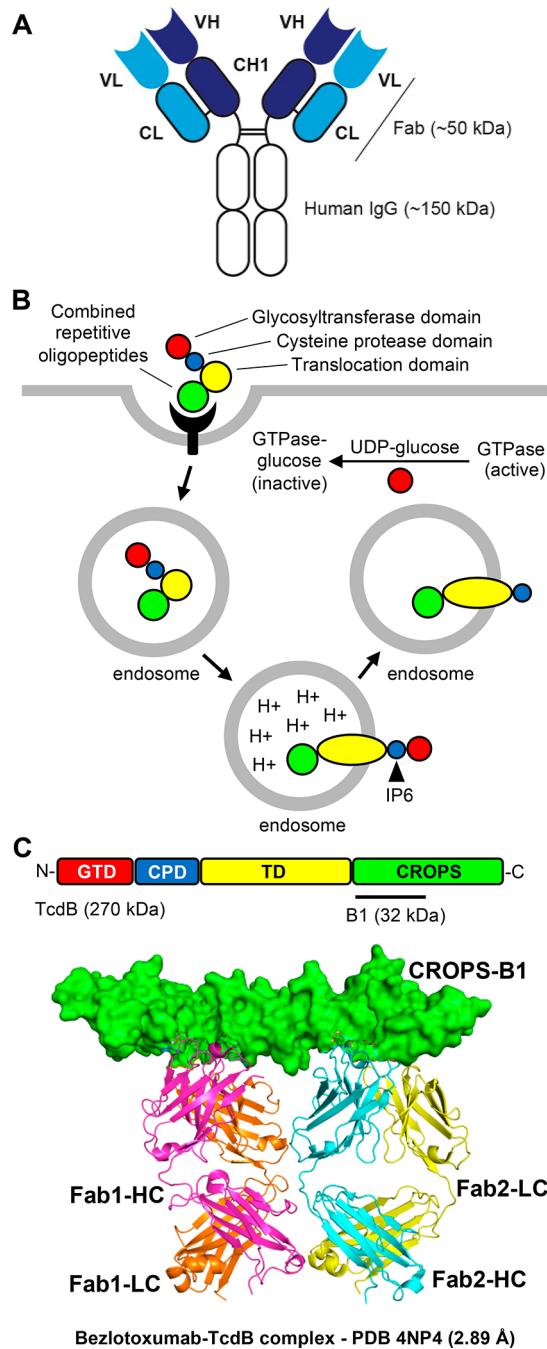 A
VH
VH
VL
CH1
VL
CL
CL
Fab (~50 kDa)
Human IgG (~150 kDa)
B
Combined
repetitive
oligopeptides
Glycosyltransferase domain
Cysteine protease domain
Translocation domain
GTPase-
glucose
(inactive)
UDP-glucose
GTPase
(active)
endosome
endosome
H+
H+
H+
H+
H+
H+
IP6
endosome
C
N-
GTD
CPD
TD
CROPS
-C
TcdB (270 kDa)
B1 (32 kDa)
CROPS-B1
Fab1-HC
Fab2-LC
Fab1-LC
Fab2-HC
Bezlotoxumab-TcdB complex - PDB 4NP4 (2.89 Å)